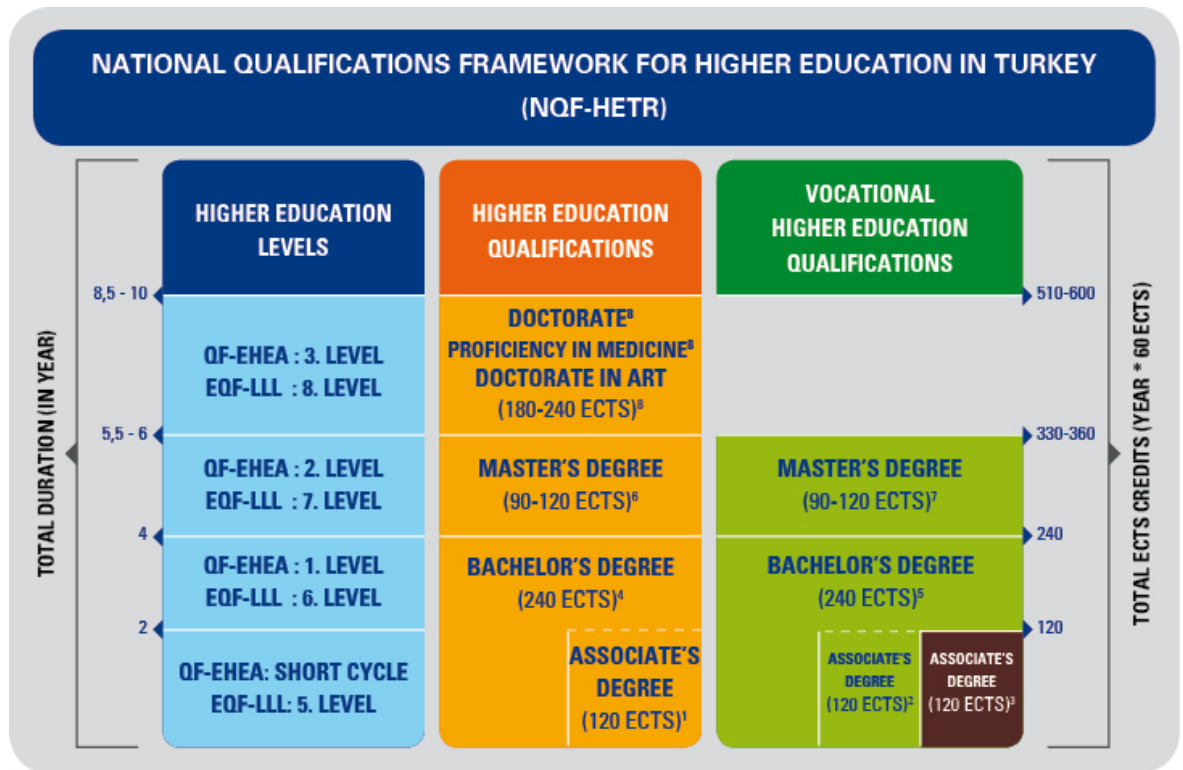 NATIONAL QUALIFICATIONS FRAMEWORK FOR HIGHER EDUCATION IN TURKEY
(NQF-HETR)
TOTAL DURATION (IN YEAR)
8,5 - 10
5,5 - 6
4
2
HIGHER EDUCATION
LEVELS
QF-EHEA : 3. LEVEL
EQF-LLL : 8. LEVEL
QF-EHEA : 2. LEVEL
EQF-LLL : 7. LEVEL
QF-EHEA : 1. LEVEL
EQF-LLL : 6. LEVEL
QF-EHEA: SHORT CYCLE
EQF-LLL: 5. LEVEL
HIGHER EDUCATION
QUALIFICATIONS
DOCTORATE⁸
PROFICIENCY IN MEDICINE⁸
DOCTORATE IN ART
(180-240 ECTS)⁸
MASTER'S DEGREE
(90-120 ECTS)⁶
BACHELOR'S DEGREE
(240 ECTS)⁴
ASSOCIATE'S
DEGREE
(120 ECTS)¹
VOCATIONAL
HIGHER EDUCATION
QUALIFICATIONS
MASTER'S DEGREE
(90-120 ECTS)⁷
BACHELOR'S DEGREE
(240 ECTS)⁵
ASSOCIATE'S
DEGREE
(120 ECTS)²
ASSOCIATE'S
DEGREE
(120 ECTS)³
510-600
330-360
240
120
TOTAL ECTS CREDITS (YEAR * 60 ECTS)